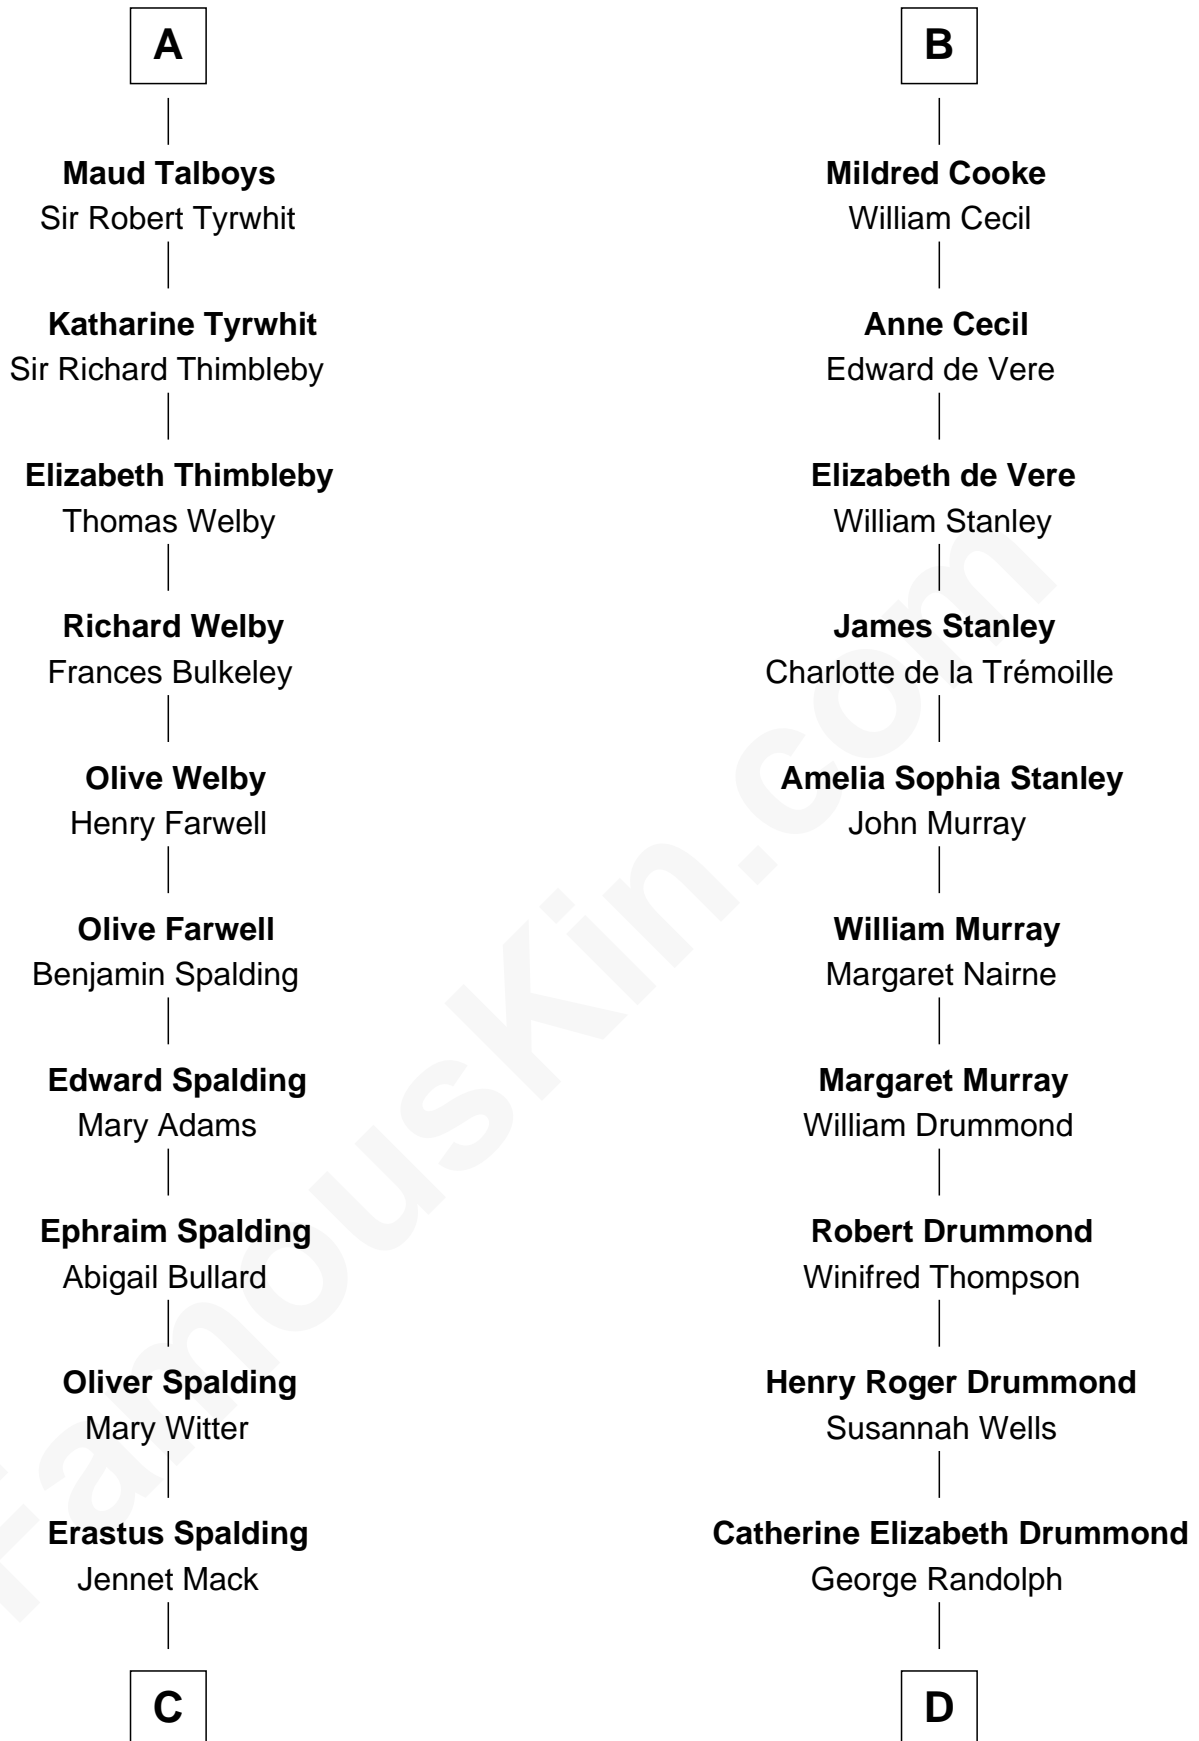 A
Maud Talboys
Sir Robert Tyrwhit
Katharine Tyrwhit
Sir Richard Thimbleby
Elizabeth Thimbleby
Thomas Welby
Richard Welby
Frances Bulkeley
Olive Welby
Henry Farwell
Olive Farwell
Benjamin Spalding
Edward Spalding
Mary Adams
Ephraim Spalding
Abigail Bullard
Oliver Spalding
Mary Witter
Erastus Spalding
Jennet Mack
C
B
Mildred Cooke
William Cecil
Anne Cecil
Edward de Vere
Elizabeth de Vere
William Stanley
James Stanley
Charlotte de la Trémoille
Amelia Sophia Stanley
John Murray
William Murray
Margaret Nairne
Margaret Murray
William Drummond
Robert Drummond
Winifred Thompson
Henry Roger Drummond
Susannah Wells
Catherine Elizabeth Drummond
George Randolph
D
FamousKin.com